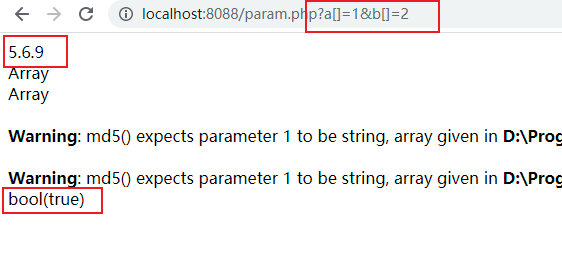 localhost:8088/param.php?a[]=1&b[]=2
5.6.9
Array
Array
Warning: md5() expects parameter 1 to be string, array given in D:\Prog
Warning: md5() expects parameter 1 to be string, array given in D:\Prog
bool(true)